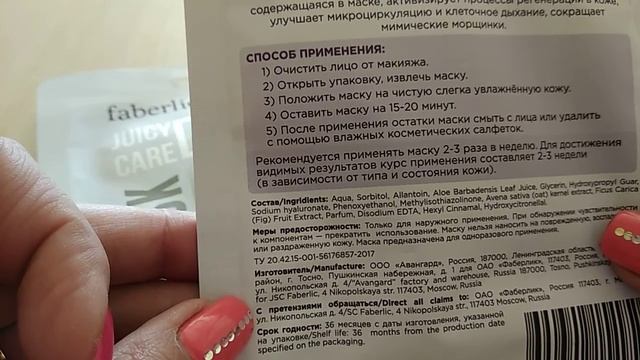 содержащаяся в маске, активизирует процессы регенерации в коже,
улучшает микроциркуляцию и клеточное дыхание, сокращает
мимические морщинки.
СПОСОБ ПРИМЕНЕНИЯ:
1) Очистить лицо от макияжа.
2) Открыть упаковку, извлечь маску.
3) Положить маску на чистую слегка увлажнённую кожу.
4) Оставить маску на 15-20 минут.
5) После применения остатки маски смыть с лица или удалить
с помощью влажных косметических салфеток.
Рекомендуется применять маску 2-3 раза в неделю. Для достижения
видимых результатов курс применения составляет 2-3 недели
(в зависимости от типа и состояния кожи).
Состав/Ingridients: Aqua, Sorbitol, Allantoin, Aloe Barbadensis Leaf Juice, Glycerin, Hydroxypropyl Guar,
Sodium hyaluronate, Phenoxyethanol, Methylisothiazolinone, Avena sativa (oat) kernel extract, Ficus Carica
(Fig) Fruit Extract, Parfum, Disodium EDTA, Hexyl Cinnamal, Hydroxycitronellal.
Меры предосторожности: Только для наружного применения. При обнаружении чувствительности
к компонентам — прекратить использование. Маску нельзя наносить на поврежденную,
или раздраженную кожу. Маска предназначена для одноразового применения.
ТУ 20.42.15-001-56176857-2017
Изготовитель/Manufacture: ООО «Авангард», Россия, 187000, Ленинградская область,
район, г. Тосно, Пушкинская набережная, д. 1 для ОАО «Фаберлик», 117403, Россия,
ул. Никопольская д. 4/"Avangard" factory and warehouse, Russia 187000, Tosno, Pushkinskay
for JSC Faberlic, 4 Nikopolskaya str. 117403, Moscow, Russia
С претензиями обращаться/Direct all claims to: ОАО «Фаберлик», Россия, 117403, г.
ул. Никопольская д. 4/SC Faberlic, 4 Nikopolskaya str. 117403, Moscow, Russia
Срок годности: 36 месяцев с даты изготовления, указанной
на упаковке/Shelf life: 36 months from the production date
specified on the packaging.
faberlic
JUICY
CARE